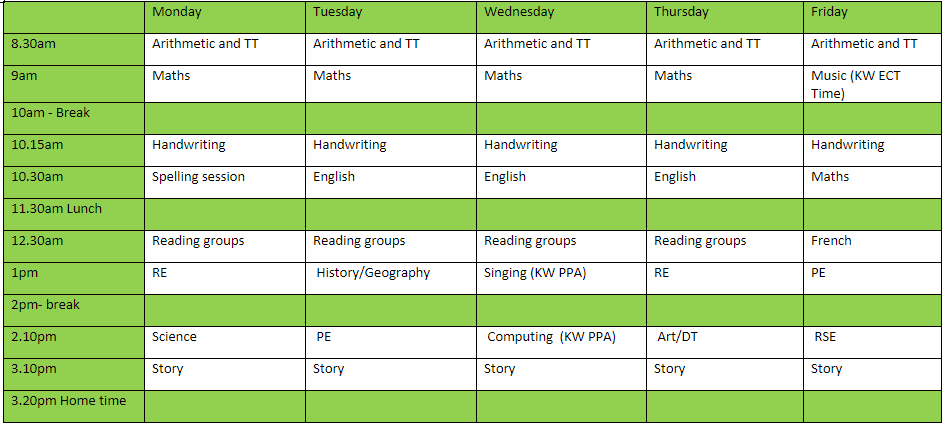 Monday Tuesday Wednesday Thursday Friday
8.30am Arithmetic and TT Arithmetic and TT Arithmetic and TT Arithmetic and TT Arithmetic and TT
9am Maths Maths Maths Maths Music (KW ECT
Time)
10am - Break
10.15am Handwriting Handwriting Handwriting Handwriting Handwriting
10.30am Spelling session English English English Maths
11.30am Lunch
12.30am Reading groups Reading groups Reading groups Reading groups French
1pm RE History/Geography Singing (KW PPA) RE PE
2pm- break
2.10pm Science PE Computing (KW PPA) Art/DT RSE
3.10pm Story Story Story Story Story
3.20pm Home time